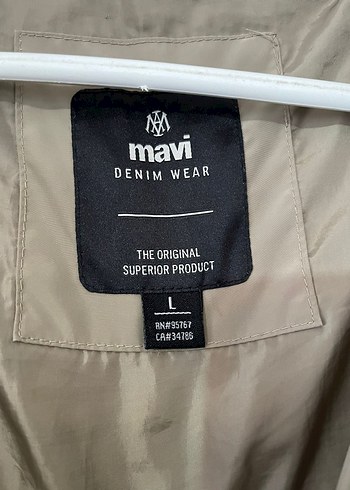 mavi
DENIM WEAR
THE ORIGINAL
SUPERIOR PRODUCT
L
RN#95767
CA#34786